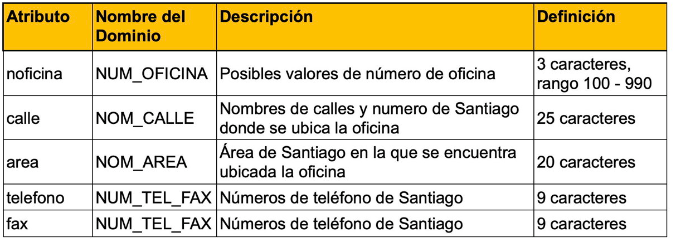 Atributo Nombre del Dominio Descripción Definición
noficina NUM_OFICINA Posibles valores de número de oficina 3 caracteres, rango 100 - 990
calle NOM_CALLE Nombres de calles y numero de Santiago donde se ubica la oficina 25 caracteres
area NOM_AREA Área de Santiago en la que se encuentra ubicada la oficina 20 caracteres
telefono NUM_TEL_FAX Números de teléfono de Santiago 9 caracteres
fax NUM_TEL_FAX Números de teléfono de Santiago 9 caracteres